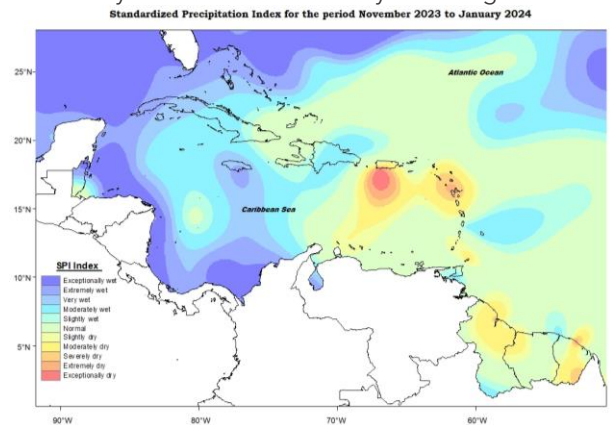 Standardized Precipitation Index for the period November 2023 to January 2024
25°N
Atlantic Ocean
20°N
15°N
Caribbean Sea
SPI Index
10°N
Exceptionally wet
Extremely wet
Very wet
Moderately wet
Slightly wet
Normal
Slightly dry
Moderately dry
Severely dry
Extremely dry
Exceptionally dry
5°N
90°W 80°W 70°W 60°W